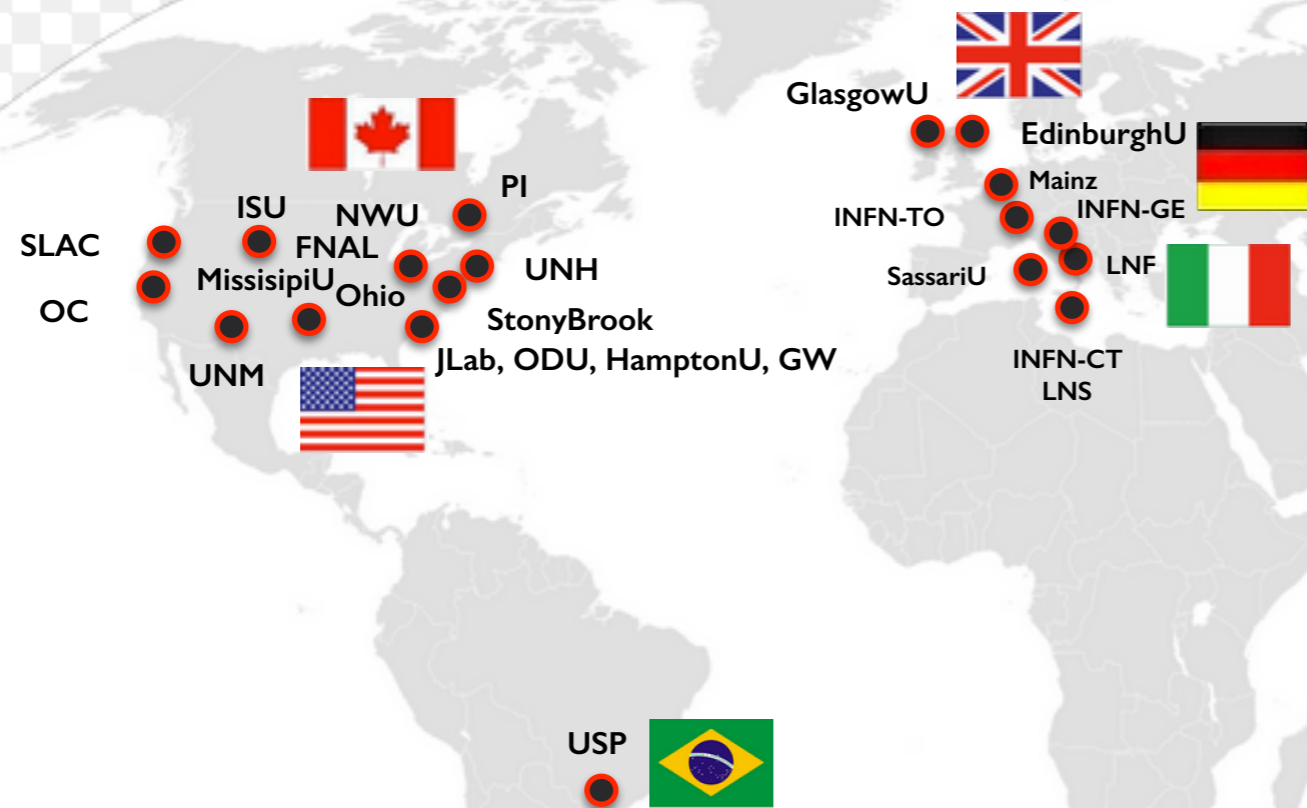 GlasgowU
EdinburghU
Mainz
INFN-TO
INFN-GE
SassariU
LNF
INFN-CT
LNS
PI
ISU
NWU
SLAC
FNAL
UNH
MissisipiU
Ohio
OC
StonyBrook
UNM
JLab, ODU, HamptonU, GW
USP